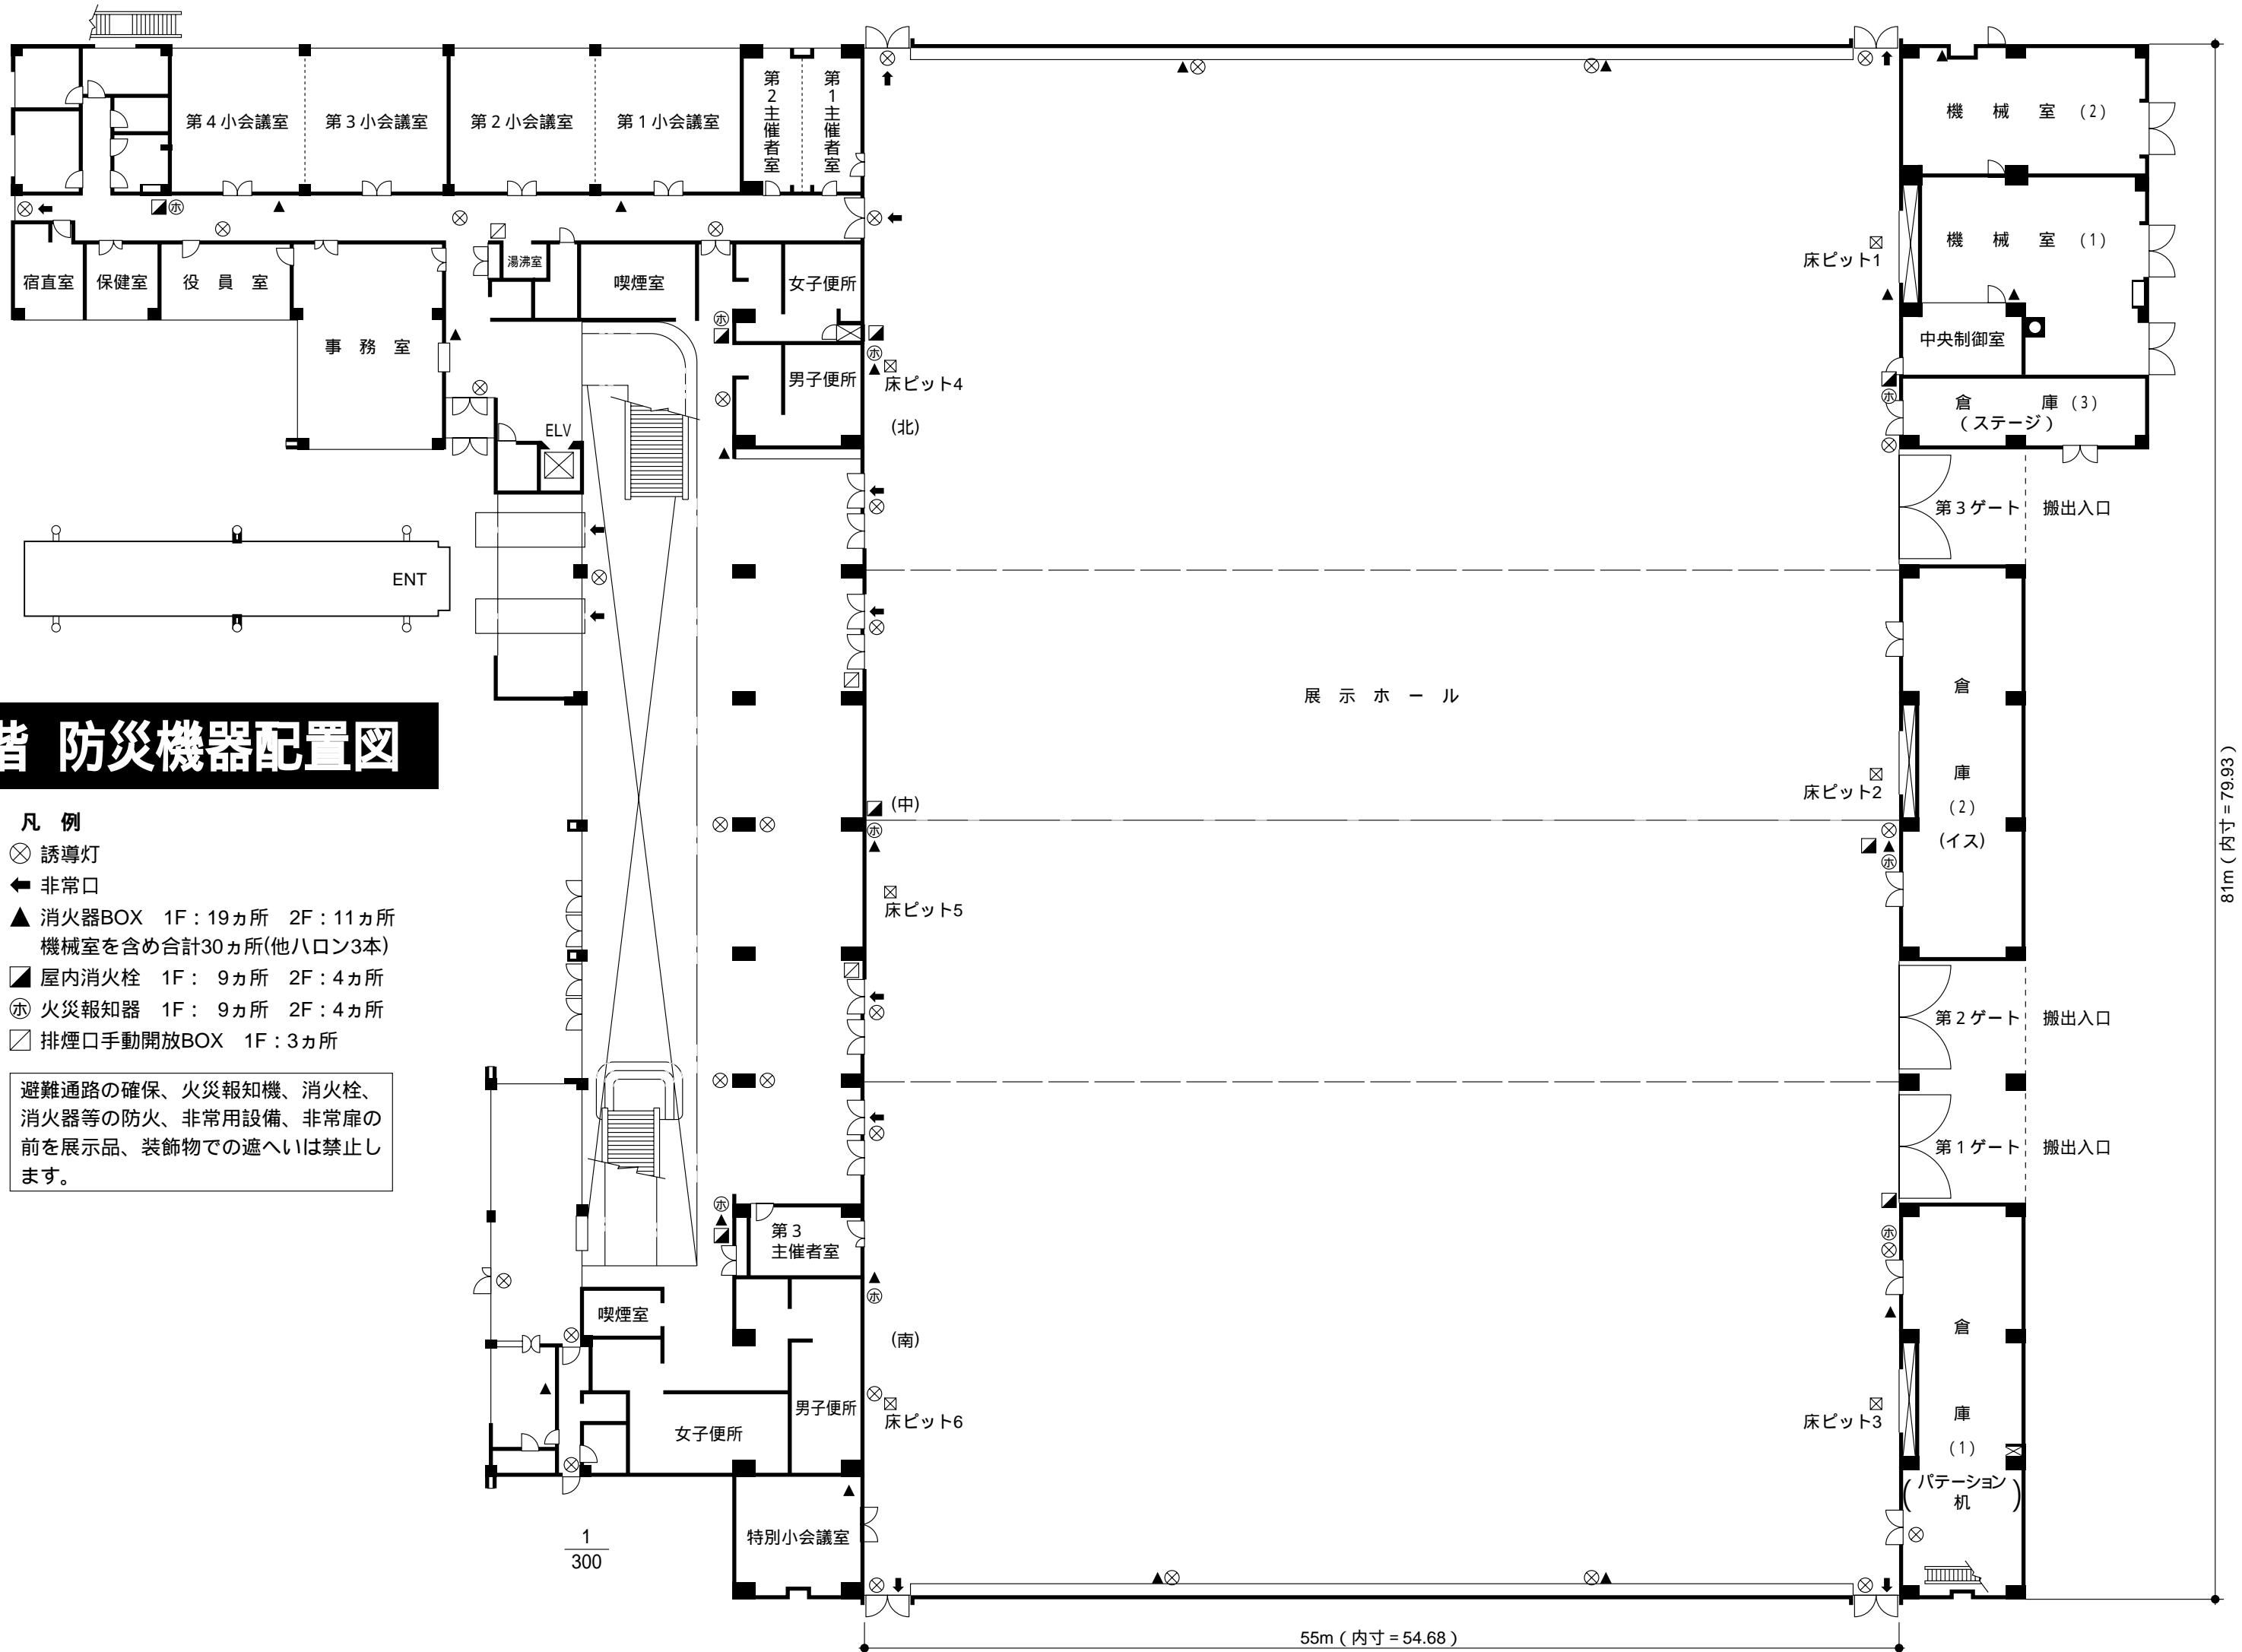 第4小会議室
第3小会議室
第2小会議室
第1小会議室
第2主催者室
第1主催者室
機械室(2)
機械室(1)
床ピット1
中央制御室
倉庫(3)
(ステージ)
宿直室
保健室
役員室
事務室
湯沸室
喫煙室
女子便所
男子便所
ホ
ホ
ホ
ホ
床ピット4
(北)
ELV
ENT
第3ゲート 搬出入口
展示ホール
階 防災機器配置図
凡 例
誘導灯
非常口
消火器BOX 1F：19ヵ所 2F：11ヵ所
機械室を含め合計30ヵ所(他ハロン3本)
屋内消火栓 1F： 9ヵ所 2F：4ヵ所
ホ 火災報知器 1F： 9ヵ所 2F：4ヵ所
排煙口手動開放BOX 1F：3ヵ所
避難通路の確保、火災報知機、消火栓、
消火器等の防火、非常用設備、非常扉の
前を展示品、装飾物での遮へいは禁止し
ます。
(中)
ホ
床ピット5
床ピット2
ホ
倉庫
(2)
(イス)
81m(内寸=79.93)
第2ゲート 搬出入口
第1ゲート 搬出入口
ホ
第3
主催者室
ホ
ホ
喫煙室
(南)
男子便所
女子便所
床ピット6
床ピット3
倉庫
(1)
(パテーション
机)
特別小会議室
1
300
55m(内寸=54.68)